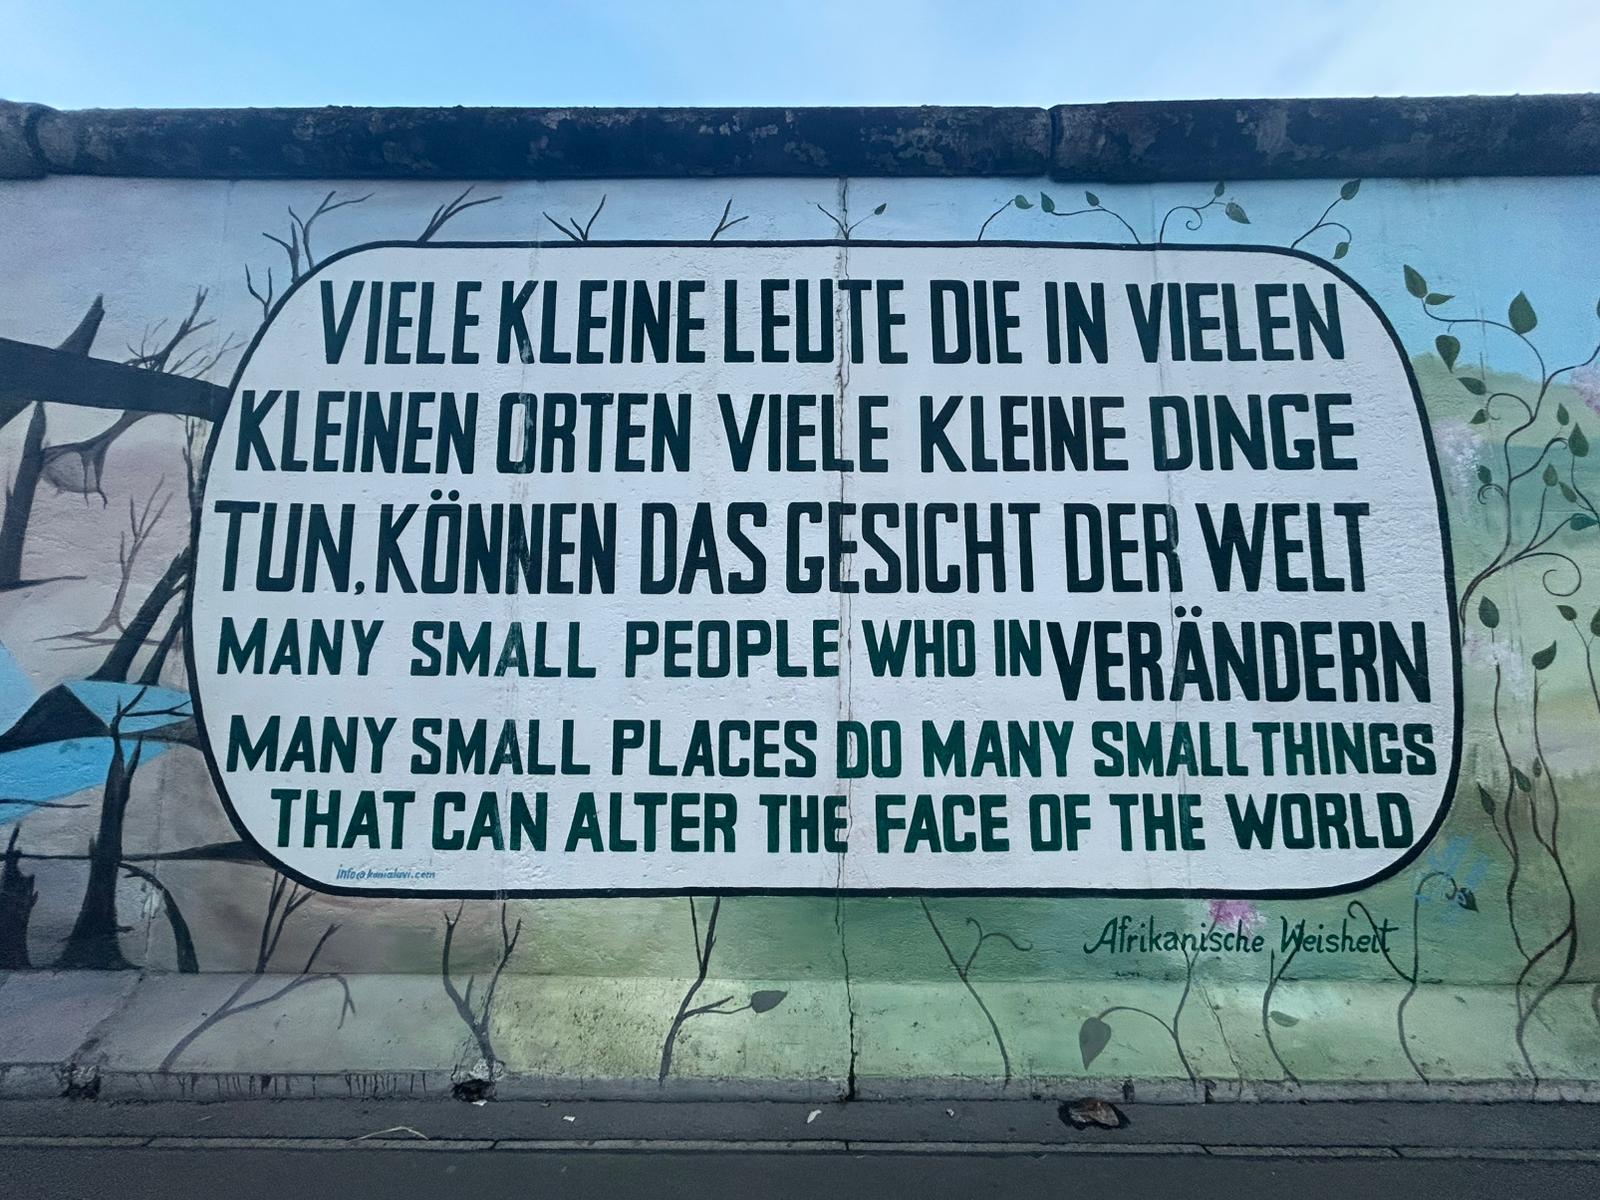 VIELE KLEINE LEUTE DIE IN VIELEN
KLEINEN ORTEN VIELE KLEINE DINGE
TUN, KÖNNEN DAS GESICHT DER WELT
VERÄNDERN
MANY SMALL PEOPLE WHO IN
MANY SMALL PLACES DO MANY SMALL THINGS
THAT CAN ALTER THE FACE OF THE WORLD
Afrikanische Weisheit